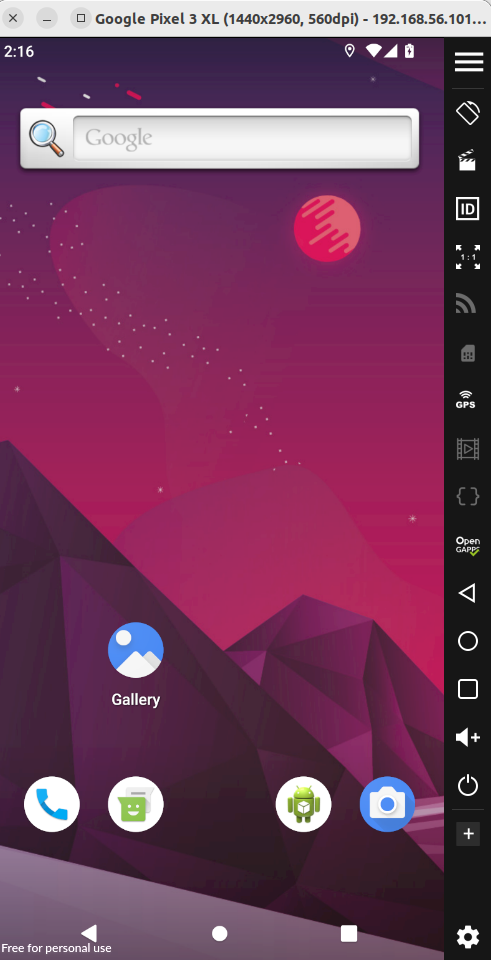 Google Pixel 3 XL (1440x2960, 560dpi) - 192.168.56.101...
2:16
Google
ID
1 : 1
GPS
Open
GAPPS
Gallery
Free for personal use